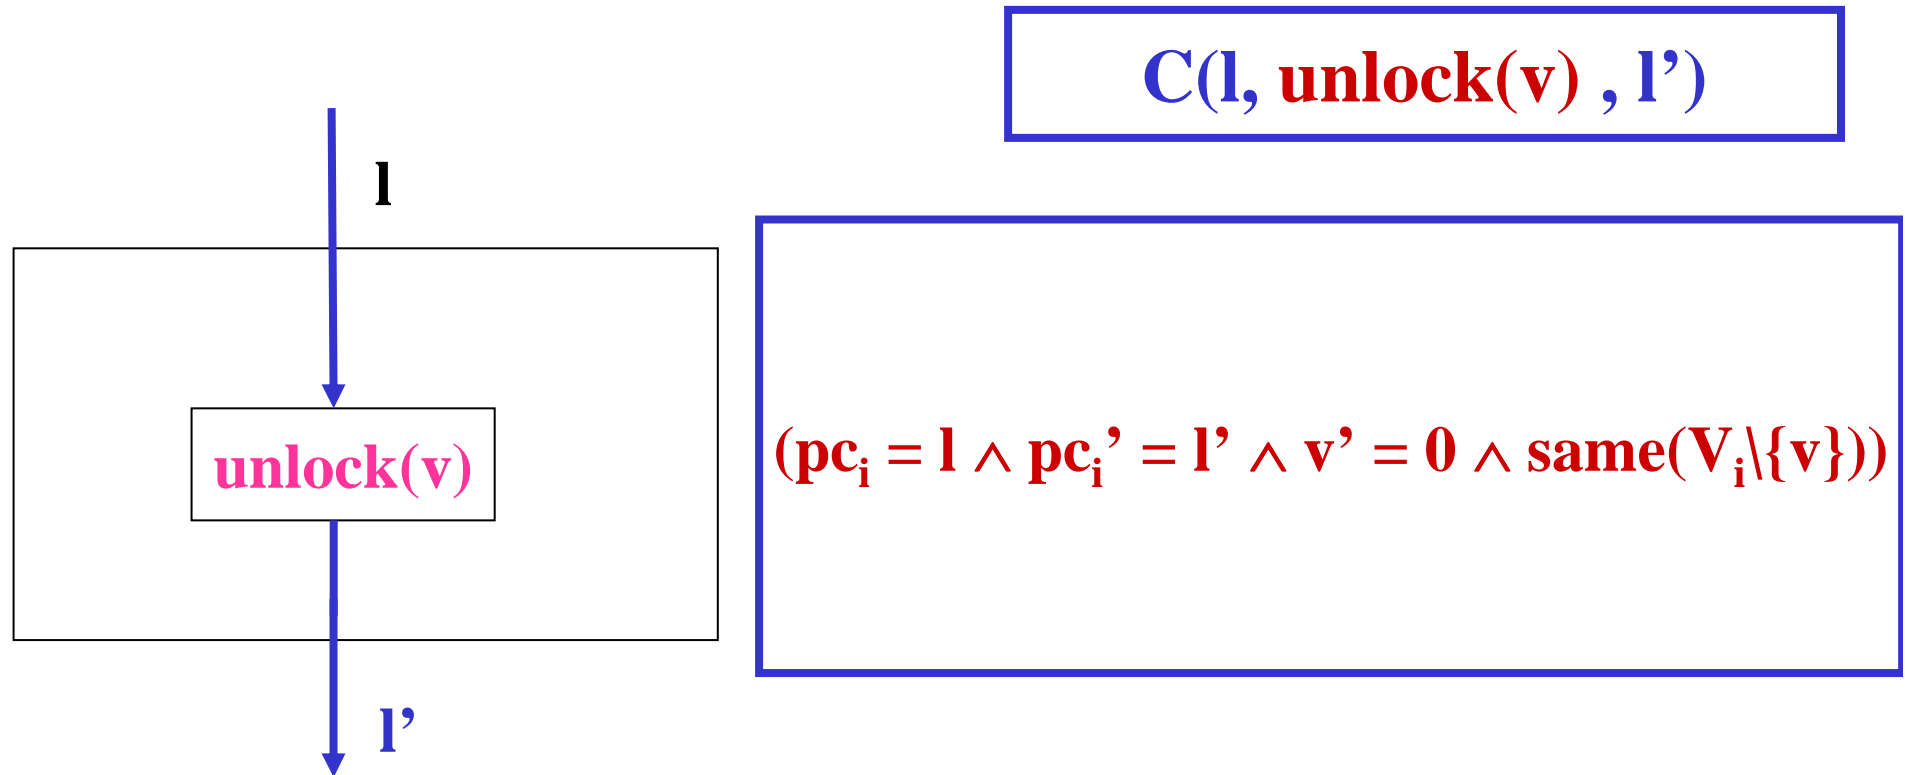 C(l, unlock(v) , l’)
l
unlock(v)
(pcᵢ = l ∧ pcᵢ’ = l’ ∧ v’ = 0 ∧ same(Vᵢ\{v}))
l’